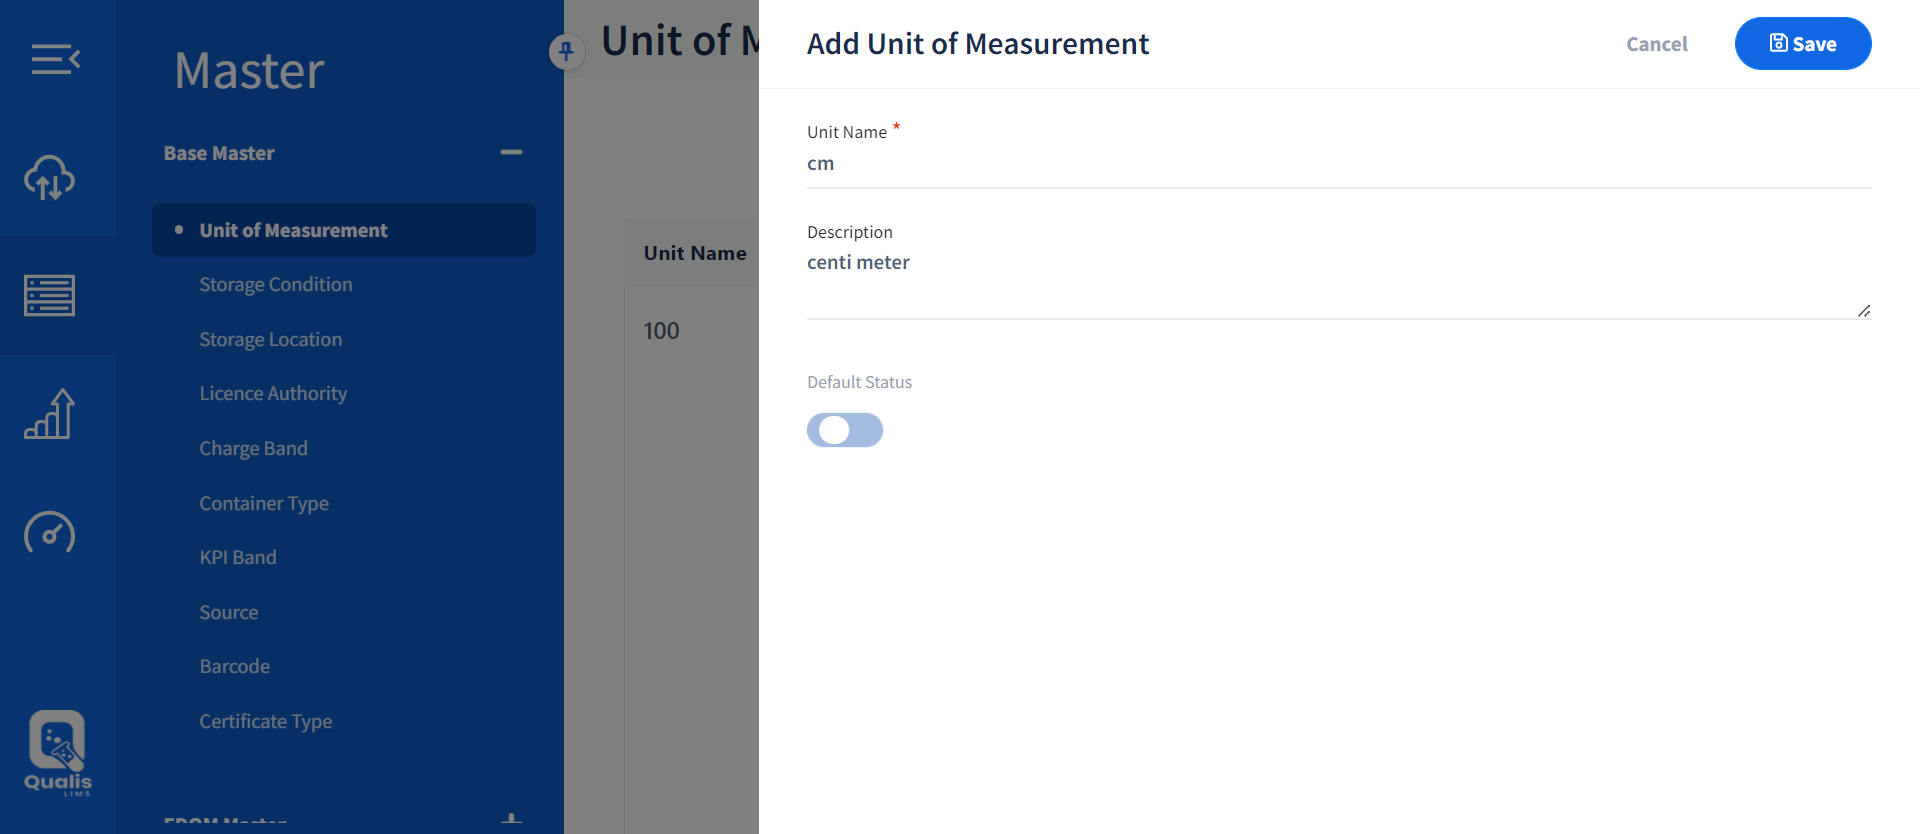 Master
Base Master
Unit of Measurement
Storage Condition
Storage Location
Licence Authority
Charge Band
Container Type
KPI Band
Source
Barcode
Certificate Type
Qualis
LIMS
Unit of
Unit Name
100
Add Unit of Measurement
Cancel
Save
Unit Name *
cm
Description
centi meter
Default Status